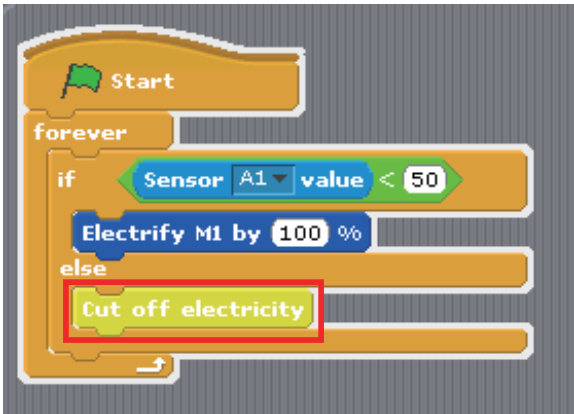 Start
forever
if Sensor A1 value < 50
Electrify M1 by 100 %
else
Cut off electricity